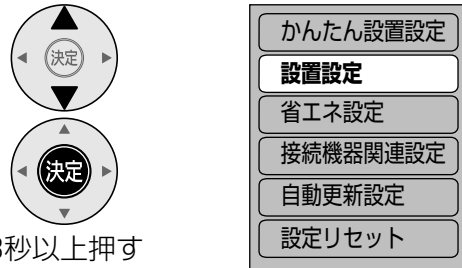 決定
決定
3秒以上押す
かんたん設置設定
設置設定
省エネ設定
接続機器関連設定
自動更新設定
設定リセット